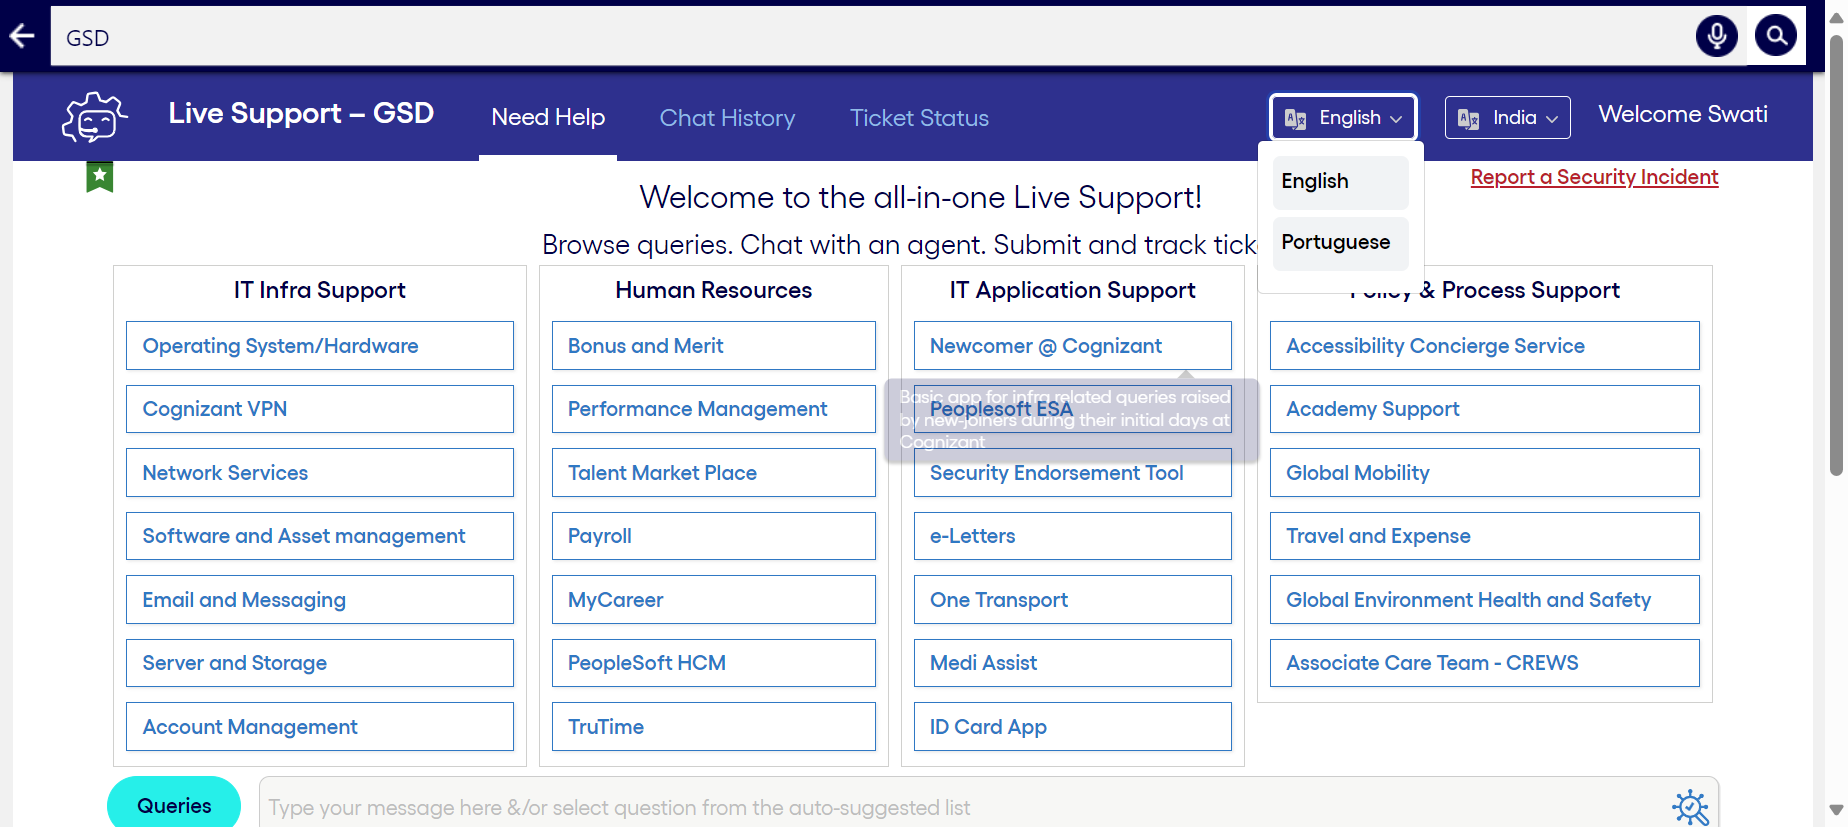 GSD
Live Support – GSD
Need Help
Chat History
Ticket Status
English
India
Welcome Swati
English
Portuguese
Report a Security Incident
Welcome to the all-in-one Live Support!
Browse queries. Chat with an agent. Submit and track tick
IT Infra Support
Operating System/Hardware
Cognizant VPN
Network Services
Software and Asset management
Email and Messaging
Server and Storage
Account Management
Human Resources
Bonus and Merit
Performance Management
Talent Market Place
Payroll
MyCareer
PeopleSoft HCM
TruTime
IT Application Support
Newcomer @ Cognizant
Basic app for infra related queries raised
by new-joiners during their initial days at
Cognizant
Peoplesoft ESA
Security Endorsement Tool
e-Letters
One Transport
Medi Assist
ID Card App
Policy & Process Support
Accessibility Concierge Service
Academy Support
Global Mobility
Travel and Expense
Global Environment Health and Safety
Associate Care Team - CREWS
Queries
Type your message here &/or select question from the auto-suggested list